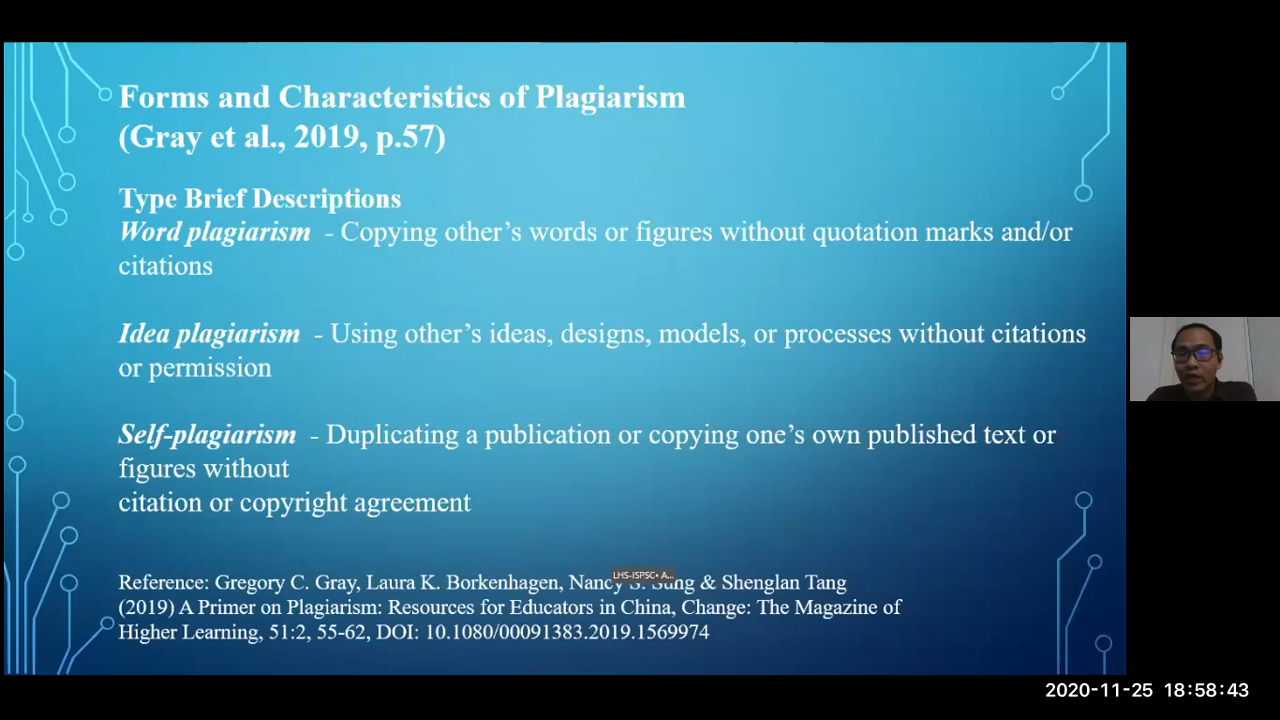 Forms and Characteristics of Plagiarism
(Gray et al., 2019, p.57)
Type Brief Descriptions
Word plagiarism - Copying other's words or figures without quotation marks and/or
citations
Idea plagiarism - Using other's ideas, designs, models, or processes without citations
or permission
Self-plagiarism - Duplicating a publication or copying one's own published text or
figures without
citation or copyright agreement
LHS-ISPSC• A...
Reference: Gregory C. Gray, Laura K. Borkenhagen, Nancy S. Sung & Shenglan Tang
(2019) A Primer on Plagiarism: Resources for Educators in China, Change: The Magazine of
Higher Learning, 51:2, 55-62, DOI: 10.1080/00091383.2019.1569974
2020-11-25 18:58:43